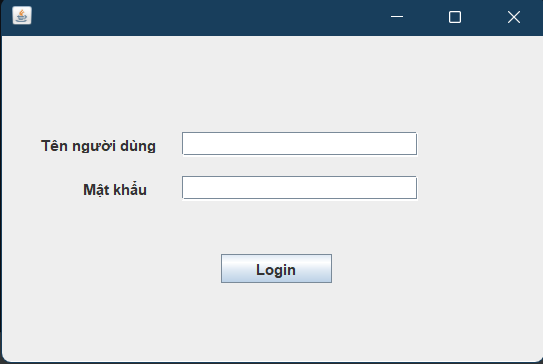 Tên người dùng
Mật khẩu
Login